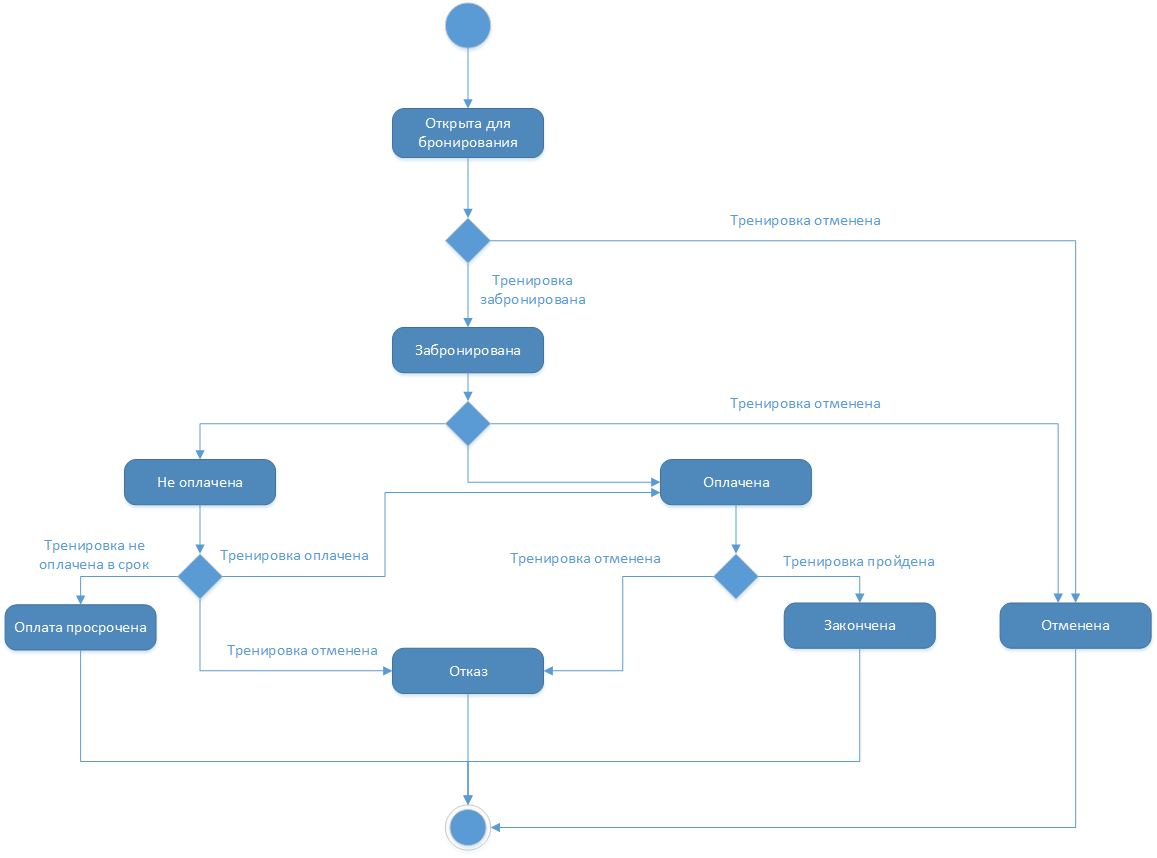 Открыта для
бронирования
Тренировка отменена
Тренировка
забронирована
Забронирована
Тренировка отменена
Не оплачена
Оплачена
Тренировка не
оплачена в срок
Тренировка оплачена
Тренировка отменена
Тренировка пройдена
Оплата просрочена
Закончена
Отменена
Тренировка отменена
Отказ